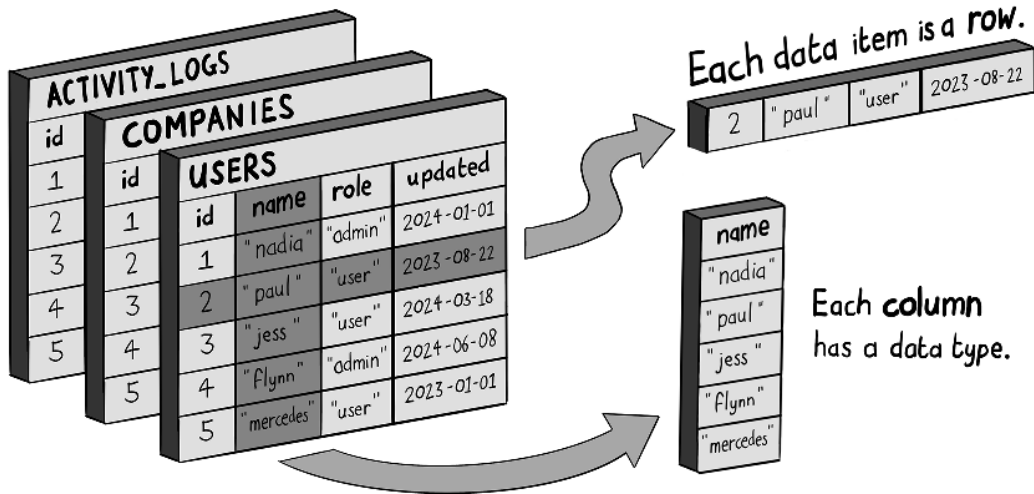 ACTIVITY_LOGS
id
1
2
3
4
5
COMPANIES
id
1
2
3
4
5
USERS
id name role updated
1 "nadia" "admin" 2024-01-01
2 "paul" "user" 2023-08-22
3 "jess" "user" 2024-03-18
4 "flynn" "admin" 2024-06-08
5 "mercedes" "user" 2023-01-01
Each data item is a row.
2 "paul" "user" 2023-08-22
name
"nadia"
"paul"
"jess"
"flynn"
"mercedes"
Each column
has a data type.